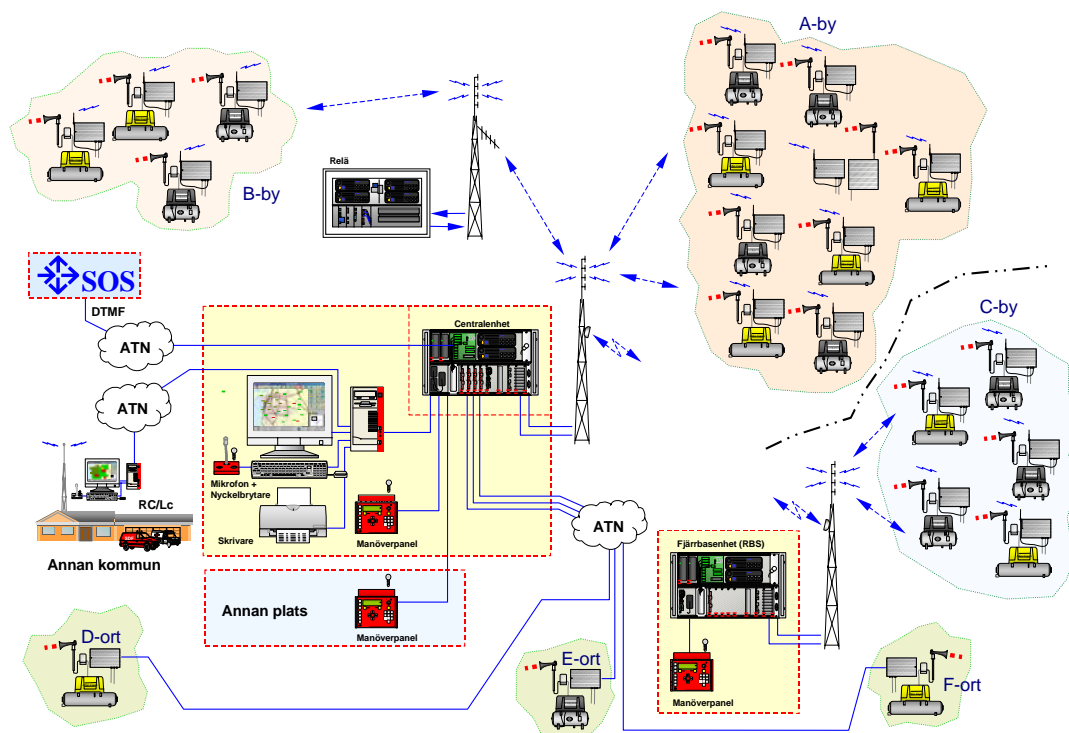 A-by
B-by
Relä
SOS
DTMF
ATN
C-by
Centralenhet
ATN
Mikrofon +
Nyckelbrytare
RC/Lc
Skrivare
Manöverpanel
ATN
Annan kommun
Fjärrbasenhet (RBS)
Annan plats
Manöverpanel
D-ort
E-ort
F-ort
Manöverpanel